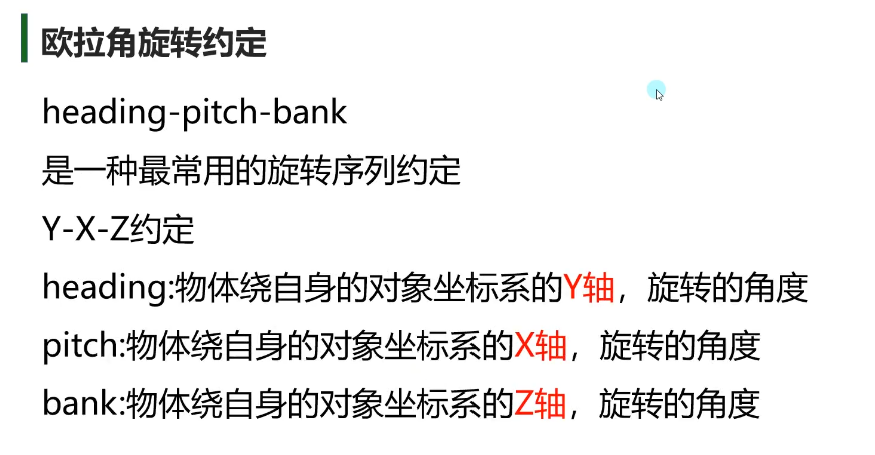 欧拉角旋转约定
heading-pitch-bank
是一种最常用的旋转序列约定
Y-X-Z约定
heading:物体绕自身的对象坐标系的Y轴，旋转的角度
pitch:物体绕自身的对象坐标系的X轴，旋转的角度
bank:物体绕自身的对象坐标系的Z轴，旋转的角度